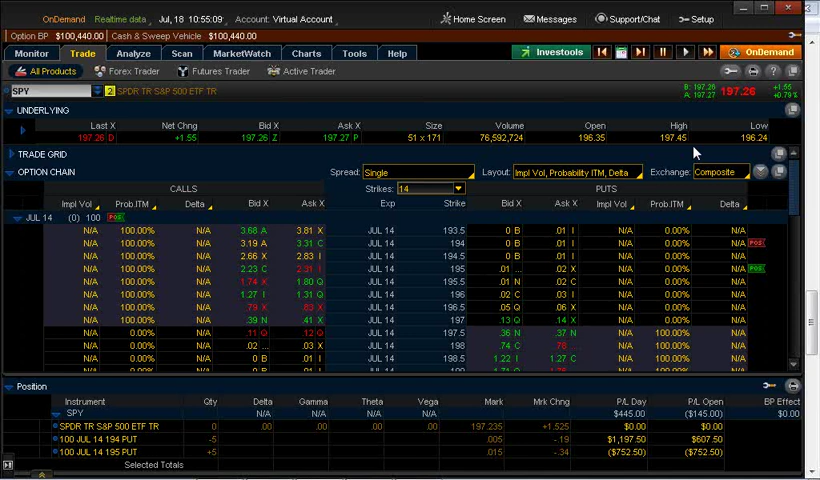 OnDemand Realtime data Jul, 18 10:55:09 Account: Virtual Account Home Screen Messages Support/Chat Setup
Option BP $100,440.00 Cash & Sweep Vehicle $100,440.00
Monitor Trade Analyze Scan MarketWatch Charts Tools Help Investools OnDemand
All Products Forex Trader Futures Trader Active Trader
SPY 2 SPDR TR S&P 500 ETF TR B: 197.26 A: 197.27 197.26 +1.55 +0.79%
UNDERLYING
Last X Net Chng Bid X Ask X Size Volume Open High Low
197.26 D +1.55 197.26 Z 197.27 P 51 x 171 76,592,724 196.35 197.45 196.24
TRADE GRID
OPTION CHAIN Spread: Single Layout: Impl Vol, Probability ITM, Delta Exchange: Composite
CALLS Strikes: 14 PUTS
Impl Vol Prob.ITM Delta Bid X Ask X Exp Strike Bid X Ask X Impl Vol Prob.ITM Delta
JUL 14 (0) 100 POS
N/A 100.00% N/A 3.68 A 3.81 X JUL 14 193.5 0 B .01 I N/A 0.00% N/A
N/A 100.00% N/A 3.19 A 3.31 C JUL 14 194 0 B .01 I N/A 0.00% N/A POS
N/A 100.00% N/A 2.66 X 2.83 I JUL 14 194.5 0 B .01 I N/A 0.00% N/A
N/A 100.00% N/A 2.23 C 2.31 I JUL 14 195 .01 ... .02 X N/A 0.00% N/A POS
N/A 100.00% N/A 1.74 X 1.80 Q JUL 14 195.5 .01 N .02 C N/A 0.00% N/A
N/A 100.00% N/A 1.27 I 1.31 Q JUL 14 196 .02 C .03 I N/A 0.00% N/A
N/A 100.00% N/A .79 X .83 X JUL 14 196.5 .05 Q .06 X N/A 0.00% N/A
N/A 100.00% N/A .39 N .41 X JUL 14 197 .13 Q .14 X N/A 0.00% N/A
N/A 0.00% N/A .11 Q .12 Q JUL 14 197.5 .36 N .37 N N/A 100.00% N/A
N/A 0.00% N/A .02 ... .03 X JUL 14 198 .74 C .78 ... N/A 100.00% N/A
N/A 0.00% N/A 0 B .01 I JUL 14 198.5 1.22 I 1.27 C N/A 100.00% N/A
Position
Instrument Qty Delta Gamma Theta Vega Mark Mrk Chng P/L Day P/L Open BP Effect
SPY N/A N/A N/A N/A $445.00 ($145.00) $0.00
SPDR TR S&P 500 ETF TR 0 .00 .00 .00 .00 197.235 +1.525 $0.00 $0.00
100 JUL 14 194 PUT -5 .005 -.19 $1,197.50 $607.50
100 JUL 14 195 PUT +5 .015 -.34 ($752.50) ($752.50)
Selected Totals